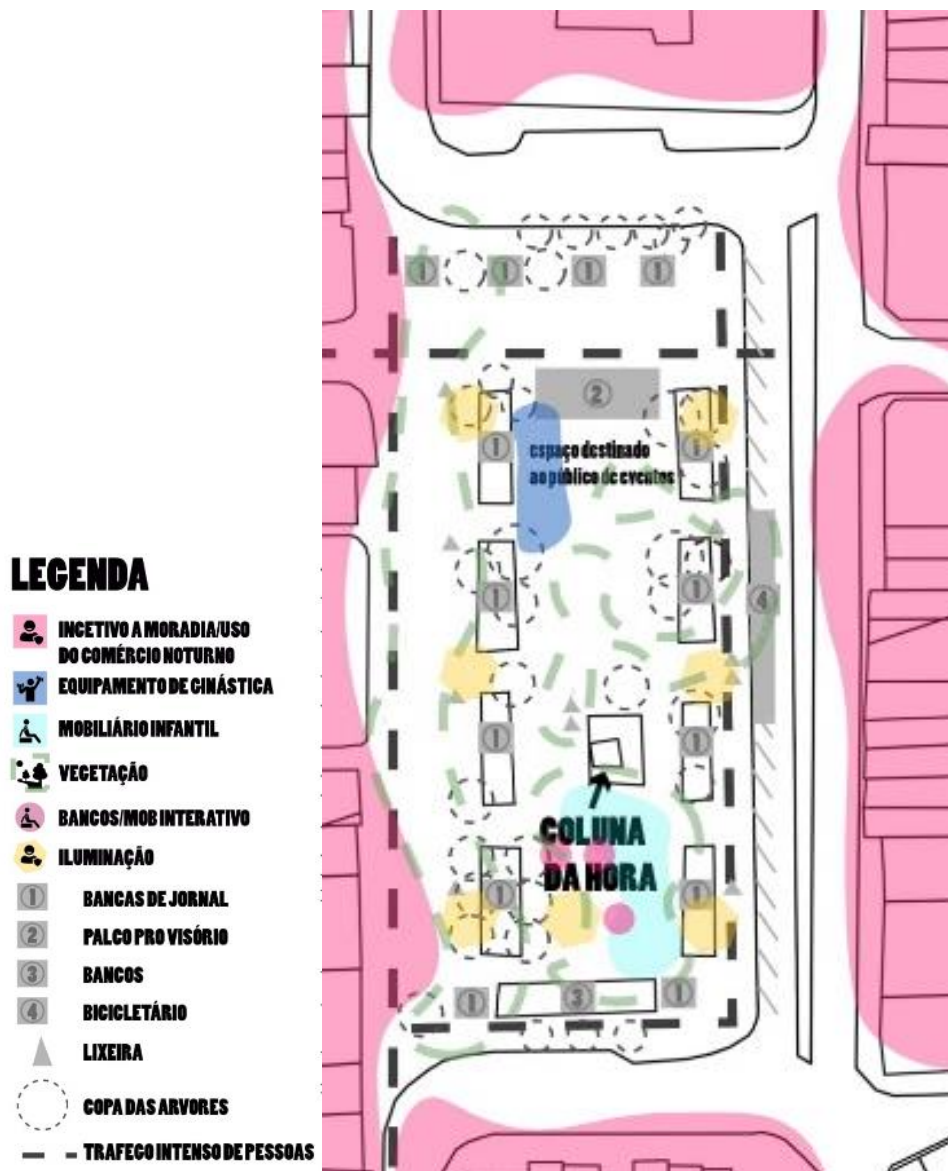 LEGENDA
INCETIVO A MORADIA/USO
DO COMÉRCIO NOTURNO
EQUIPAMENTO DE GINÁSTICA
MOBILIÁRIO INFANTIL
VEGETAÇÃO
BANCOS/MOB INTERATIVO
ILUMINAÇÃO
1 BANCAS DE JORNAL
2 PALCO PRO VISÓRIO
3 BANCOS
4 BICICLETÁRIO
LIXEIRA
COPA DAS ARVORES
TRAFEGO INTENSO DE PESSOAS
1 1 1 1
2
1 1
espaço destinado
ao público de eventos
1 1 4
1 1
COLUNA
DA HORA
1 1
1 3 1